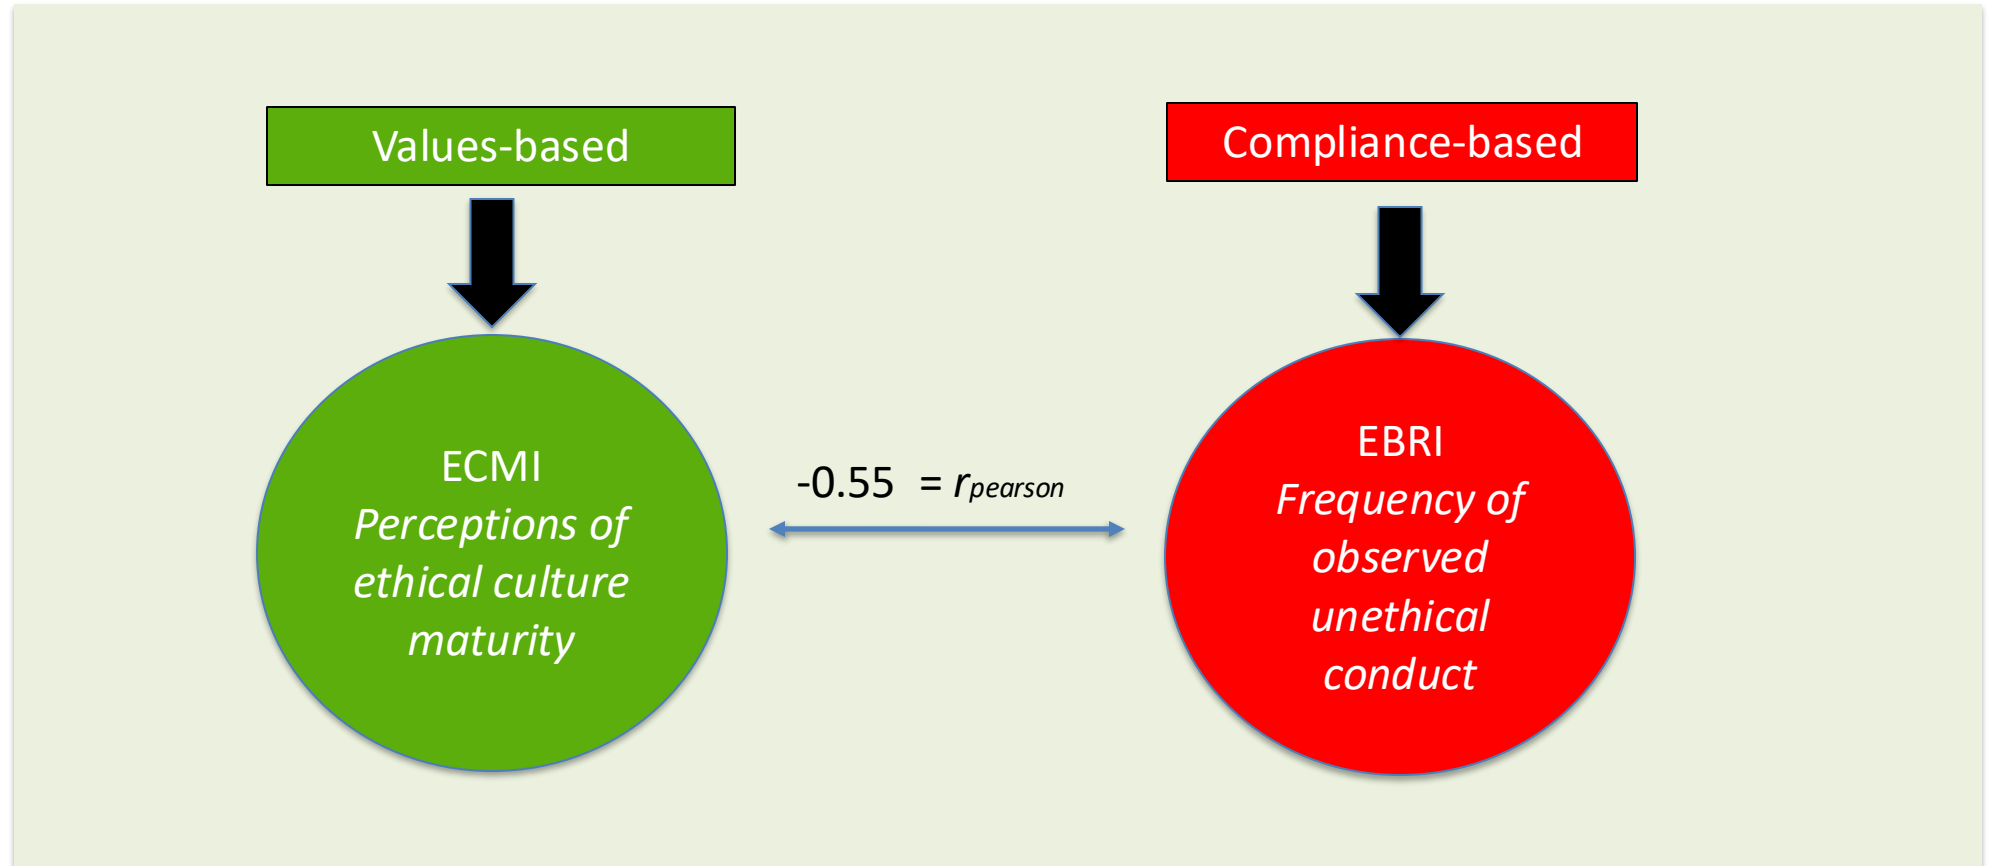 Values-based
Compliance-based
ECMI
Perceptions of
ethical culture
maturity
-0.55 = rpearson
EBRI
Frequency of
observed
unethical
conduct